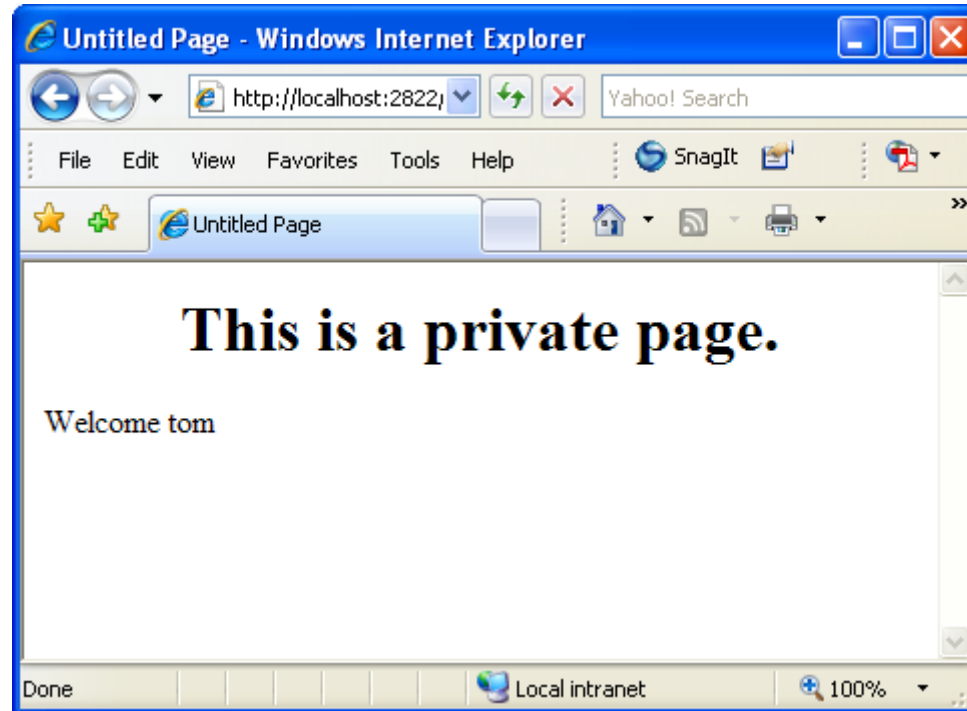 Untitled Page - Windows Internet Explorer
http://localhost:2822/
Yahoo! Search
File Edit View Favorites Tools Help SnagIt
Untitled Page
»
This is a private page.
Welcome tom
Done Local intranet 100%